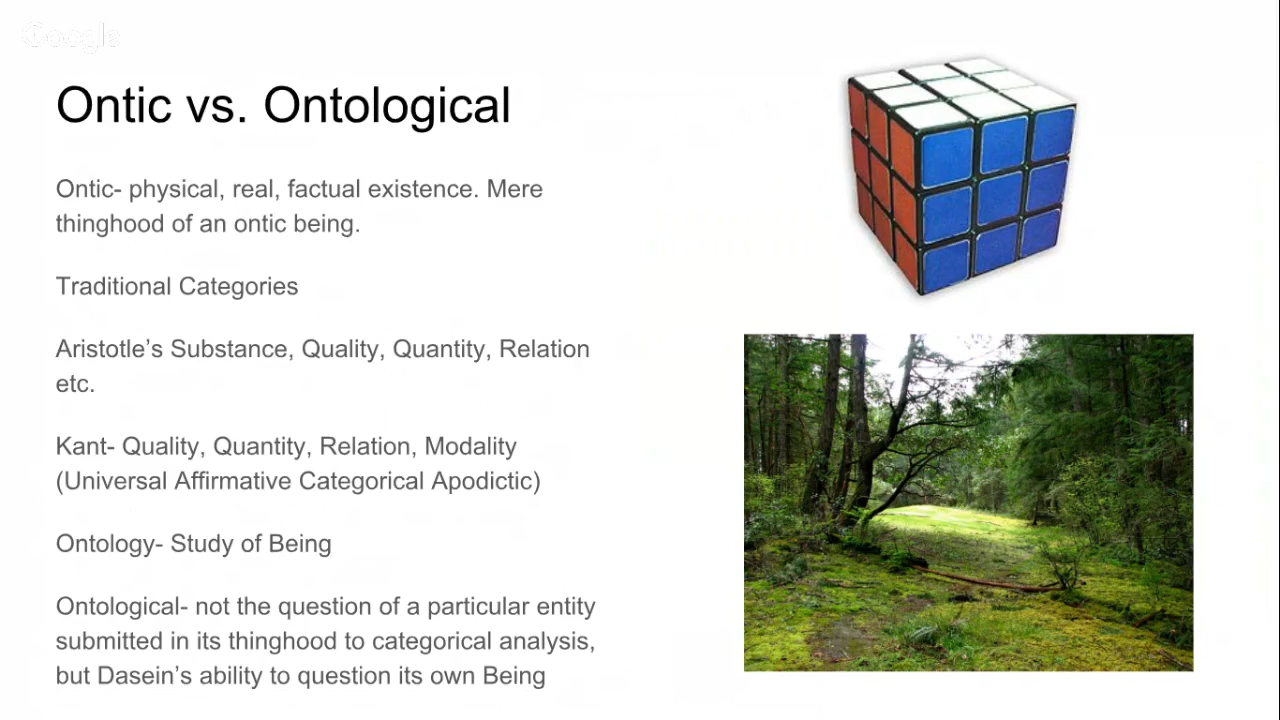 Google
Ontic vs. Ontological
Ontic- physical, real, factual existence. Mere
thinghood of an ontic being.
Traditional Categories
Aristotle’s Substance, Quality, Quantity, Relation
etc.
Kant- Quality, Quantity, Relation, Modality
(Universal Affirmative Categorical Apodictic)
Ontology- Study of Being
Ontological- not the question of a particular entity
submitted in its thinghood to categorical analysis,
but Dasein’s ability to question its own Being